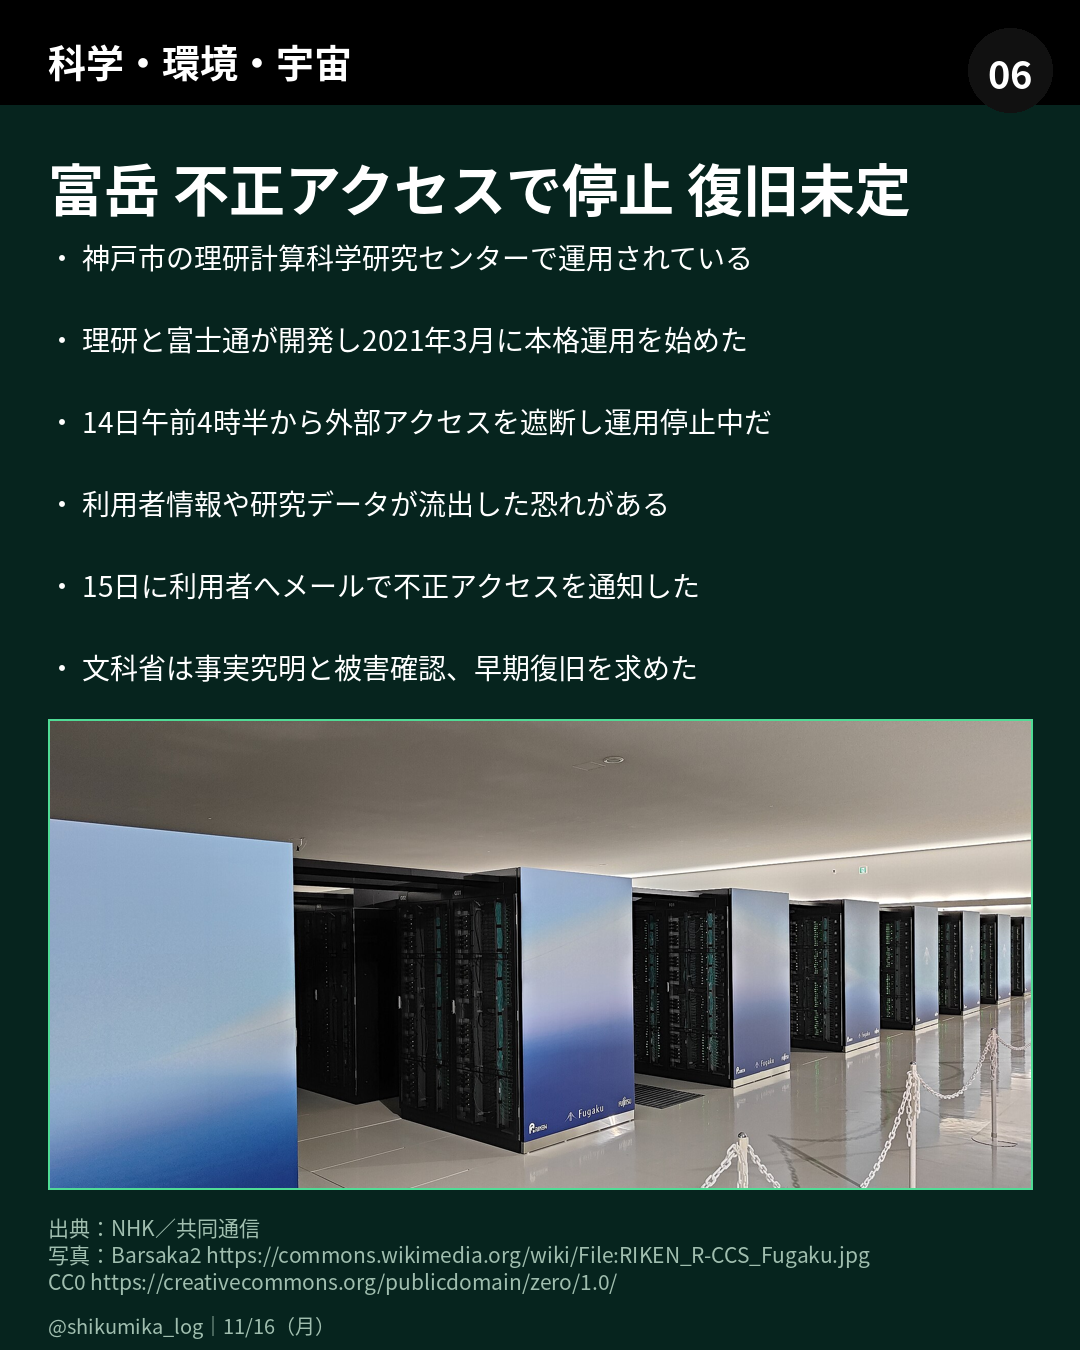 科学・環境・宇宙
06
富岳 不正アクセスで停止 復旧未定
・ 神戸市の理研計算科学研究センターで運用されている
・ 理研と富士通が開発し2021年3月に本格運用を始めた
・ 14日午前4時半から外部アクセスを遮断し運用停止中だ
・ 利用者情報や研究データが流出した恐れがある
・ 15日に利用者へメールで不正アクセスを通知した
・ 文科省は事実究明と被害確認、早期復旧を求めた
Fugaku
FUJITSU
Fugaku
出典：NHK／共同通信
写真：Barsaka2 https://commons.wikimedia.org/wiki/File:RIKEN_R-CCS_Fugaku.jpg
CC0 https://creativecommons.org/publicdomain/zero/1.0/
@shikumika_log｜11/16（月）